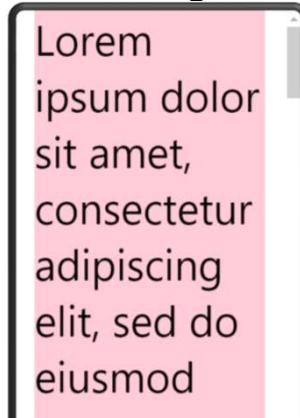 Lorem
ipsum dolor
sit amet,
consectetur
adipiscing
elit, sed do
eiusmod